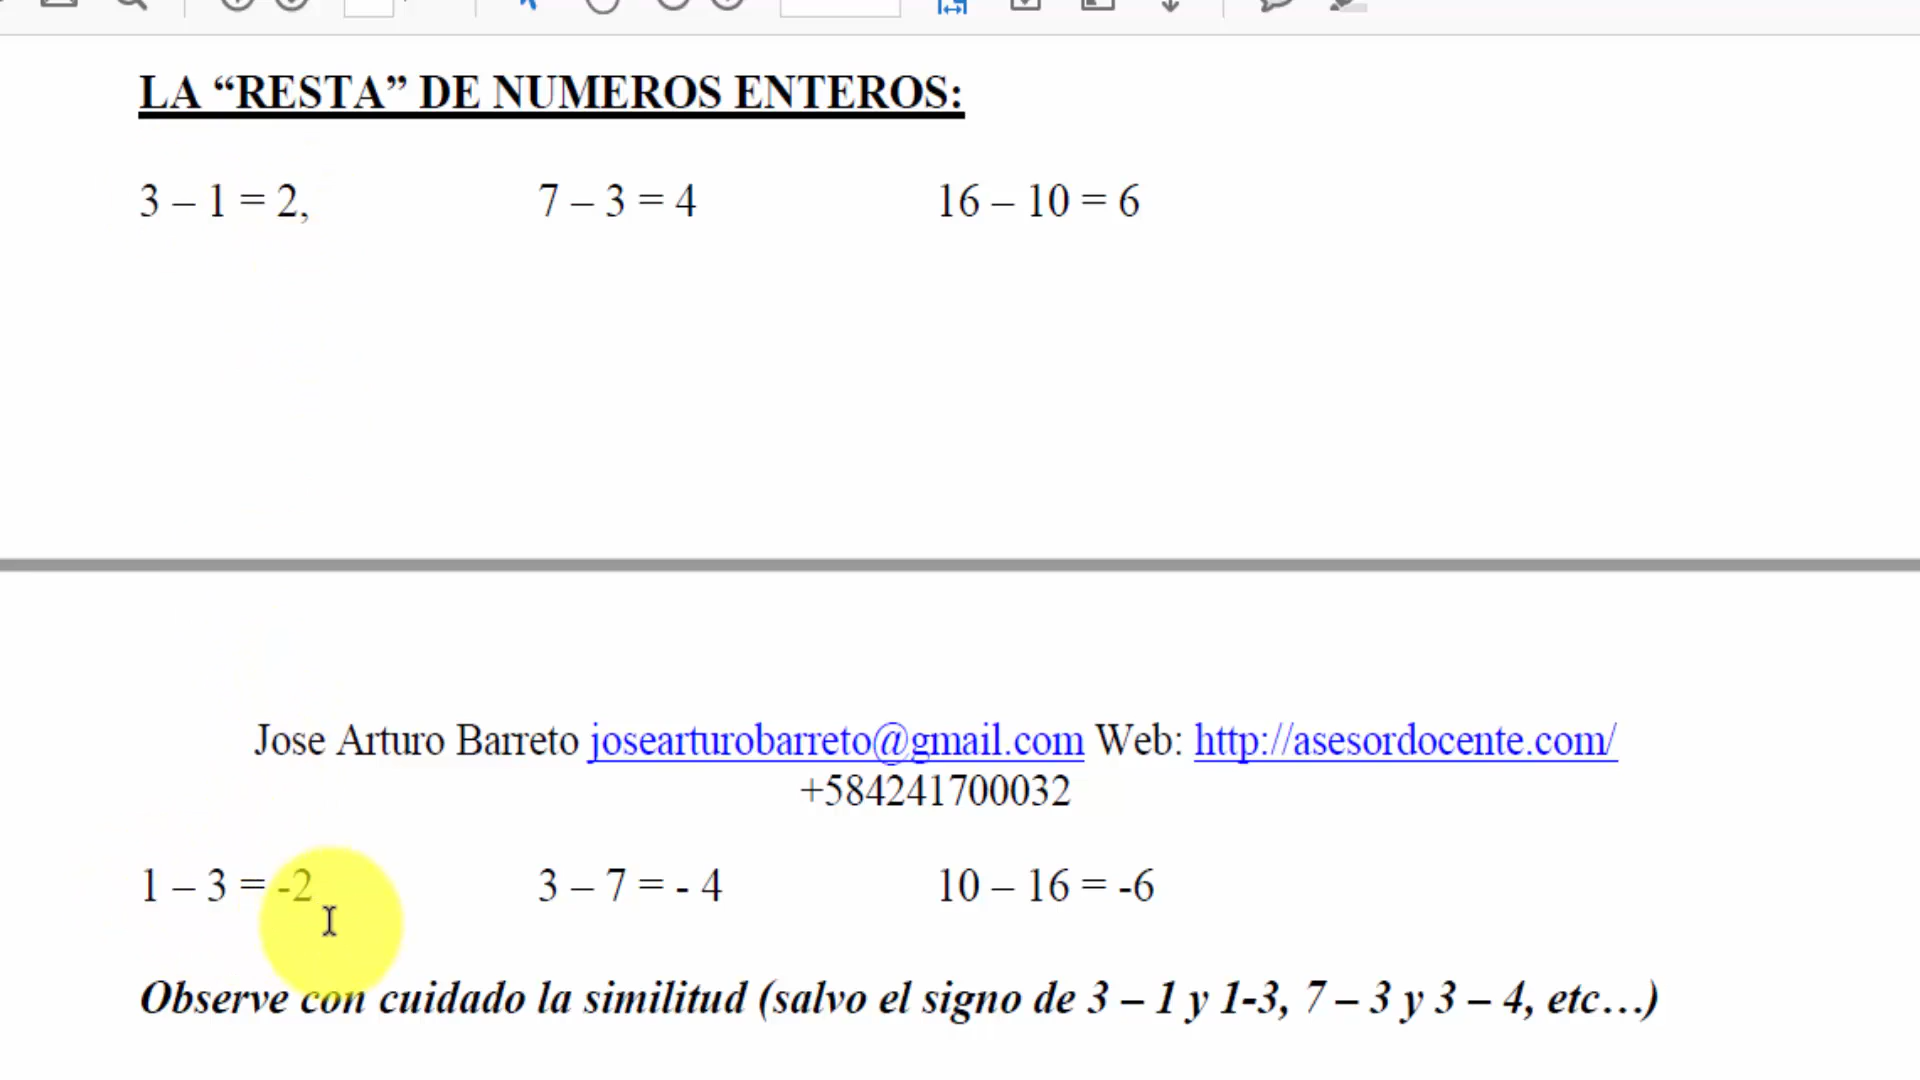 LA “RESTA” DE NUMEROS ENTEROS:
3 – 1 = 2, 7 – 3 = 4 16 – 10 = 6
Jose Arturo Barreto josearturobarreto@gmail.com Web: http://asesordocente.com/
+584241700032
1 – 3 = -2 3 – 7 = - 4 10 – 16 = -6
Observe con cuidado la similitud (salvo el signo de 3 – 1 y 1-3, 7 – 3 y 3 – 4, etc…)